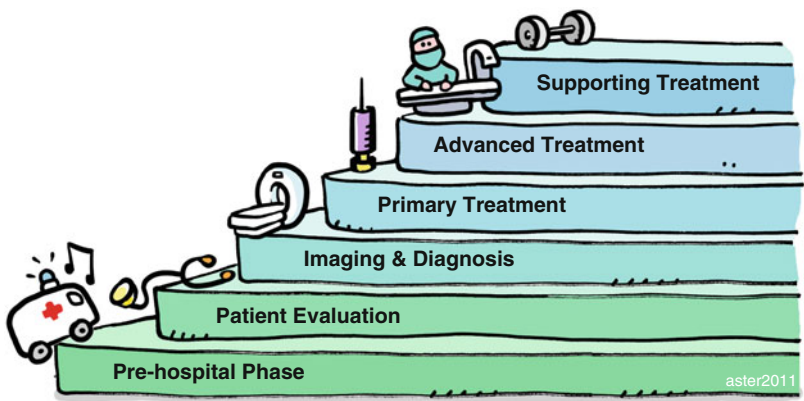 Supporting Treatment
Advanced Treatment
Primary Treatment
Imaging & Diagnosis
Patient Evaluation
Pre-hospital Phase
aster2011